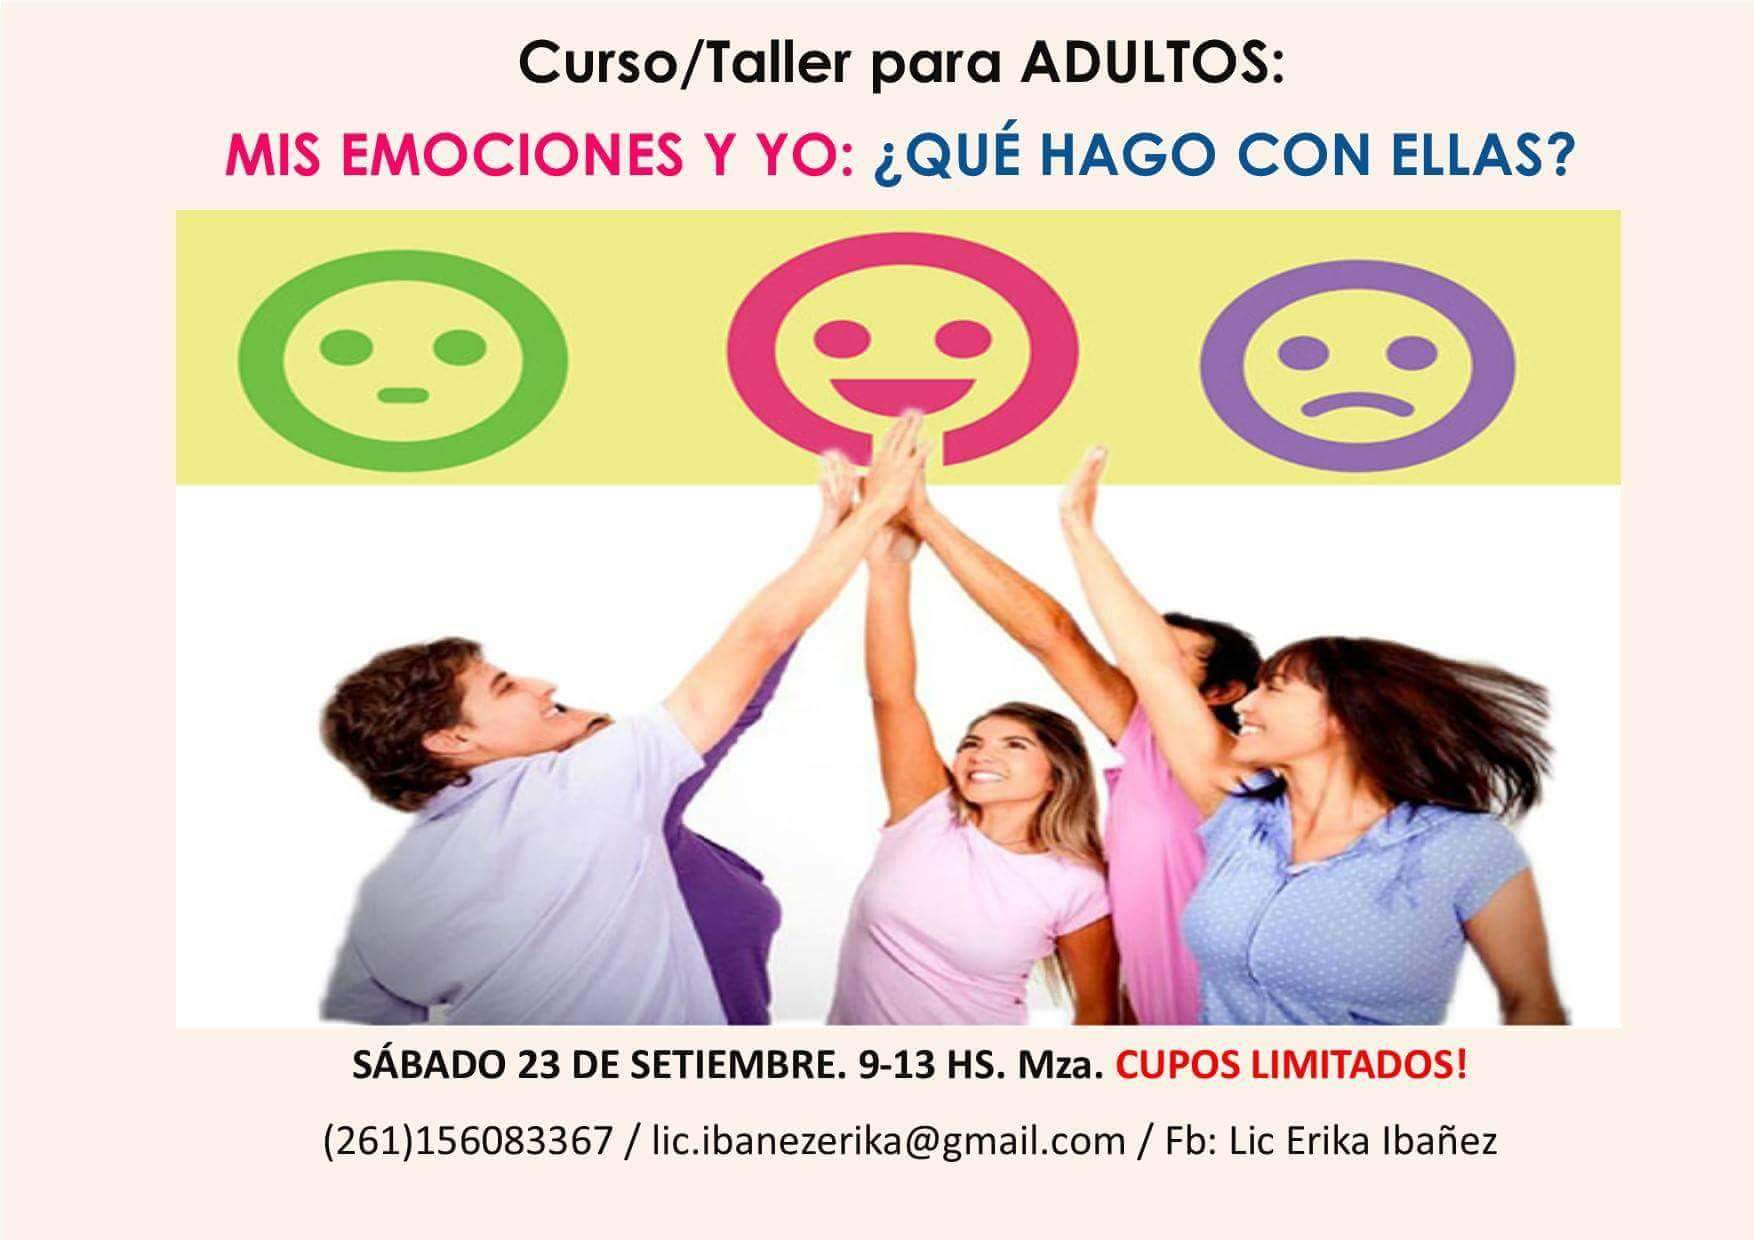 Curso/Taller para ADULTOS:
MIS EMOCIONES Y YO: ¿QUÉ HAGO CON ELLAS?
SÁBADO 23 DE SETIEMBRE. 9-13 HS. Mza. CUPOS LIMITADOS!
(261)156083367 / lic.ibanezerika@gmail.com / Fb: Lic Erika Ibañez